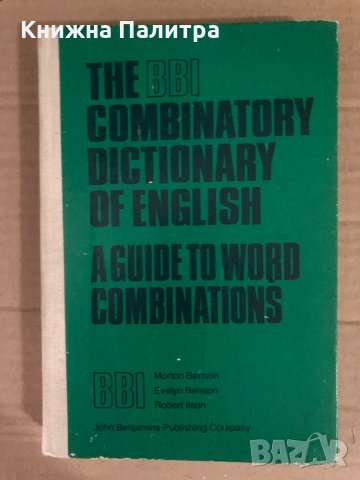 Книжна Палитра
THE BBI
COMBINATORY
DICTIONARY
OF ENGLISH
A GUIDE TO WORD
COMBINATIONS
BBI
Morton Benson
Evelyn Benson
Robert Ilson
John Benjamins Publishing Company
BAZAR